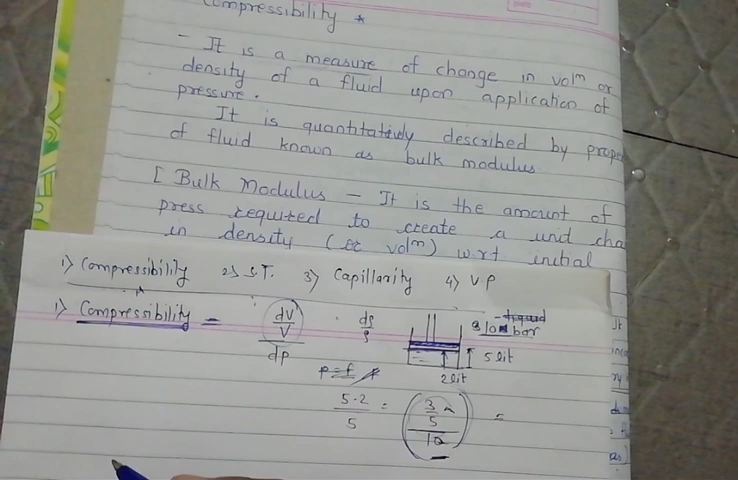 Compressibility *
- It is a measure of change in volm or
density of a fluid upon application of
pressure.
It is quantitatively described by prope
of fluid known as bulk modulus
[ Bulk Modulus - It is the amount of
press required to create a unit cha
in density (or volm) wrt initial
1) Compressibility 2) S.T. 3) Capillarity 4) V.P
1) Compressibility = dV/V / dp dρ/ρ
bar
5 lit
2 lit
5-2/5 = 3/5 / 10 =